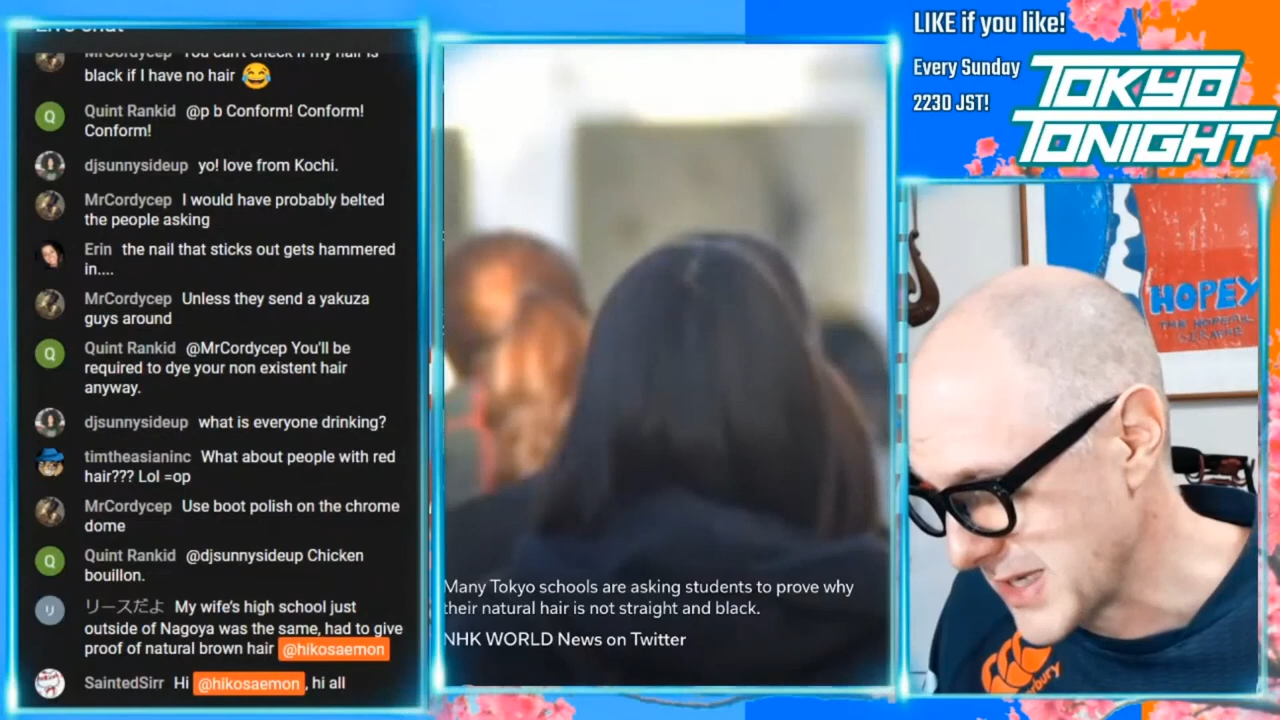 Live chat
MrCordycep You can't check if my hair is
black if I have no hair 😂
Q Quint Rankid @p b Conform! Conform!
Conform!
djsunnysideup yo! love from Kochi.
MrCordycep I would have probably belted
the people asking
Erin the nail that sticks out gets hammered
in....
MrCordycep Unless they send a yakuza
guys around
Q Quint Rankid @MrCordycep You'll be
required to dye your non existent hair
anyway.
djsunnysideup what is everyone drinking?
timtheasianinc What about people with red
hair??? Lol =op
MrCordycep Use boot polish on the chrome
dome
Q Quint Rankid @djsunnysideup Chicken
bouillon.
リ リースだよ My wife's high school just
outside of Nagoya was the same, had to give
proof of natural brown hair @hikosaemon
SaintedSirr Hi @hikosaemon, hi all
Many Tokyo schools are asking students to prove why
their natural hair is not straight and black.
NHK WORLD News on Twitter
LIKE if you like!
Every Sunday
2230 JST!
TOKYO
TONIGHT
HOPEY
THE HOPEFUL